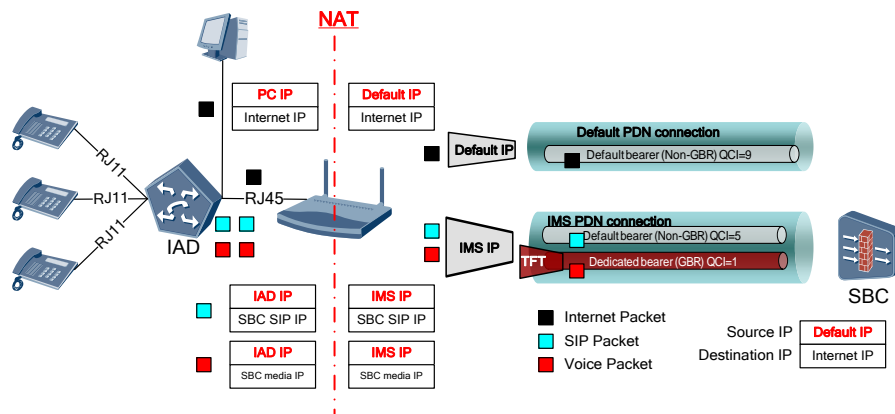 NAT
PC IP
Internet IP
Default IP
Internet IP
RJ11
RJ11
RJ11
IAD
RJ45
Default IP
Default PDN connection
Default bearer (Non-GBR) QCI=9
IMS IP
IMS PDN connection
Default bearer (Non-GBR) QCI=5
TFT
Dedicated bearer (GBR) QCI=1
SBC
IAD IP
SBC SIP IP
IMS IP
SBC SIP IP
IAD IP
SBC media IP
IMS IP
SBC media IP
Internet Packet
SIP Packet
Voice Packet
Source IP
Default IP
Destination IP
Internet IP